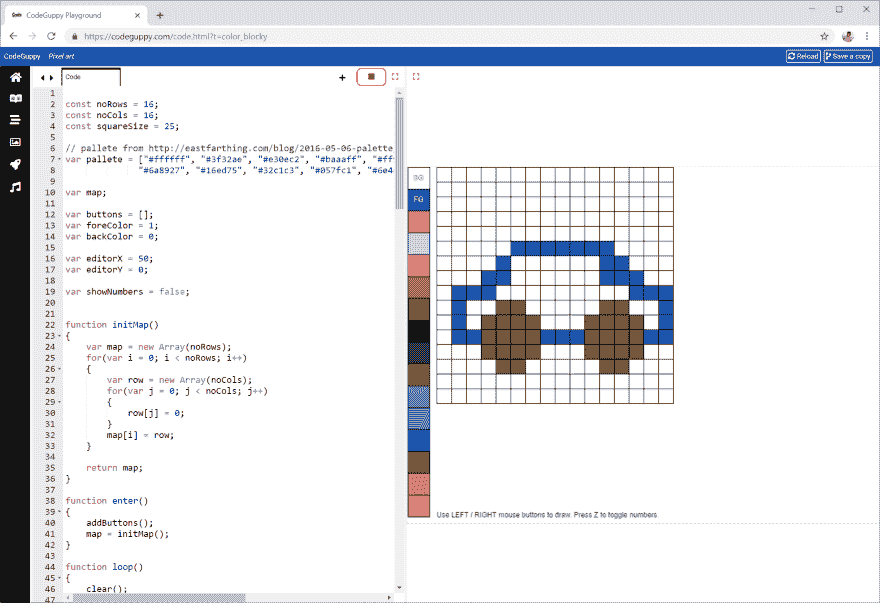 CodeGuppy Playground
https://codeguppy.com/code.html?t=color_blocky
CodeGuppy Pixel art
Reload
Save a copy
Code
1
2 const noRows = 16;
3 const noCols = 16;
4 const squareSize = 25;
5
6 // pallete from http://eastfarthing.com/blog/2016-05-06-palette
7 var pallete = ["#ffffff", "#3f32ae", "#e30ec2", "#baaaff", "#ff
8 "#6a8927", "#16ed75", "#32c1c3", "#057fc1", "#6e4
9
10 var map;
11
12 var buttons = [];
13 var foreColor = 1;
14 var backColor = 0;
15
16 var editorX = 50;
17 var editorY = 0;
18
19 var showNumbers = false;
20
21
22 function initMap()
23 {
24 var map = new Array(noRows);
25 for(var i = 0; i < noRows; i++)
26 {
27 var row = new Array(noCols);
28 for(var j = 0; j < noCols; j++)
29 {
30 row[j] = 0;
31 }
32 map[i] = row;
33 }
34
35 return map;
36 }
37
38 function enter()
39 {
40 addButtons();
41 map = initMap();
42 }
43
44 function loop()
45 {
46 clear();
47
BG
FG
Use LEFT / RIGHT mouse buttons to draw. Press Z to toggle numbers.